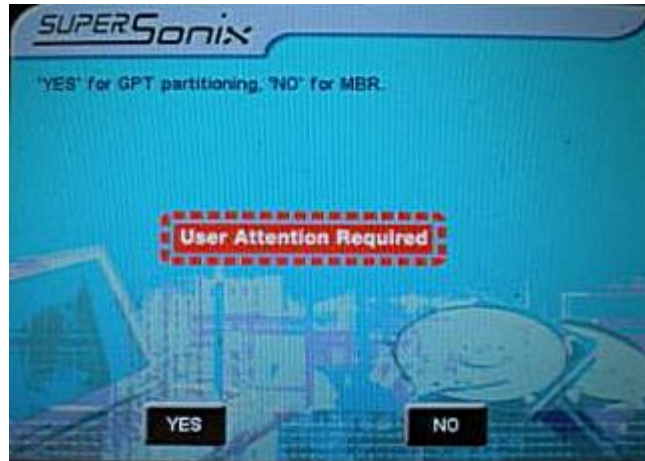 SUPERSonix
'YES' for GPT partitioning, 'NO' for MBR.
User Attention Required
YES
NO